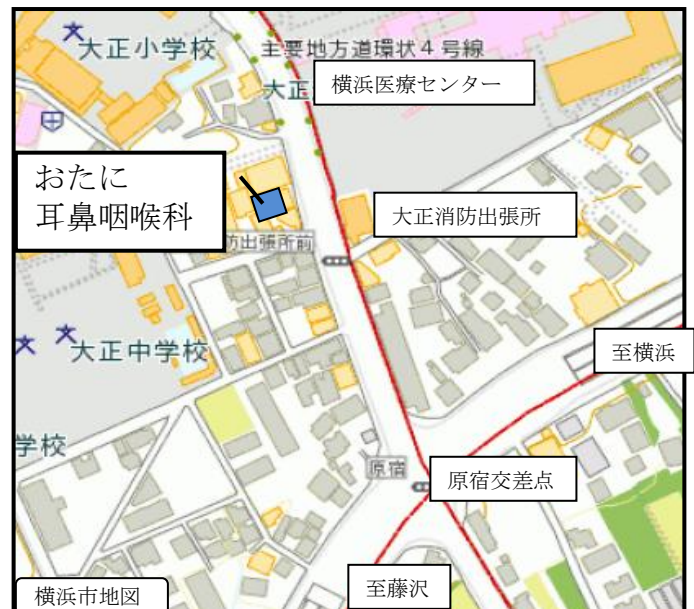 大正小学校
主要地方道環状4号線
大正
横浜医療センター
おたに
耳鼻咽喉科
大正消防出張所
防出張所前
至横浜
大正中学校
学校
原宿
原宿交差点
至藤沢
横浜市地図